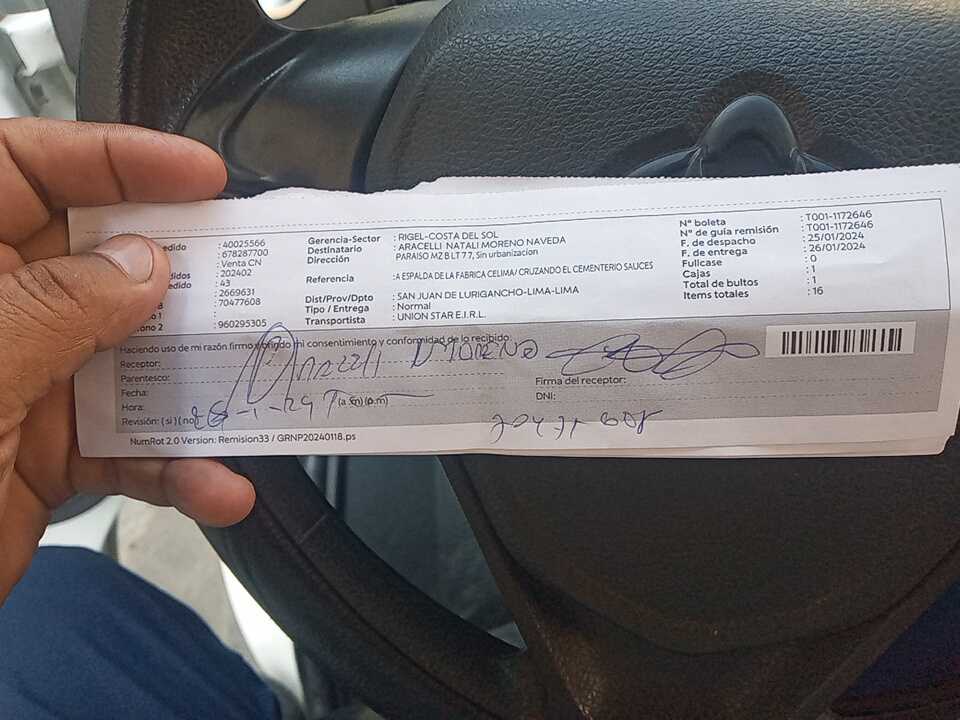 edido : 40025566
: 678287700
: Venta CN
didos : 202402
edido : 43
: 2669631
: 70477608
o 1 :
ono 2 : 960295305
Gerencia-Sector : RIGEL-COSTA DEL SOL
Destinatario : ARACELLI NATALI MORENO NAVEDA
Dirección : PARAISO MZ B LT 7 7, Sin urbanizacion
Referencia : A ESPALDA DE LA FABRICA CELIMA/ CRUZANDO EL CEMENTERIO SAUCES
Dist/Prov/Dpto : SAN JUAN DE LURIGANCHO-LIMA-LIMA
Tipo / Entrega : Normal
Transportista : UNION STAR E.I.R.L.
N° boleta : T001-1172646
N° de guía remisión : T001-1172646
F. de despacho : 25/01/2024
F. de entrega : 26/01/2024
Fullcase : 0
Cajas : 1
Total de bultos : 1
Items totales : 16
Haciendo uso de mi razón firmo y brindo mi consentimiento y conformidad de lo recibido:
Receptor:
Parentesco:
Fecha:
Hora: (a.m) (p.m)
Revisión: ( si ) ( no )
Firma del receptor:
DNI:
NumRot 2.0 Version: Remision33 / GRNP20240118.ps